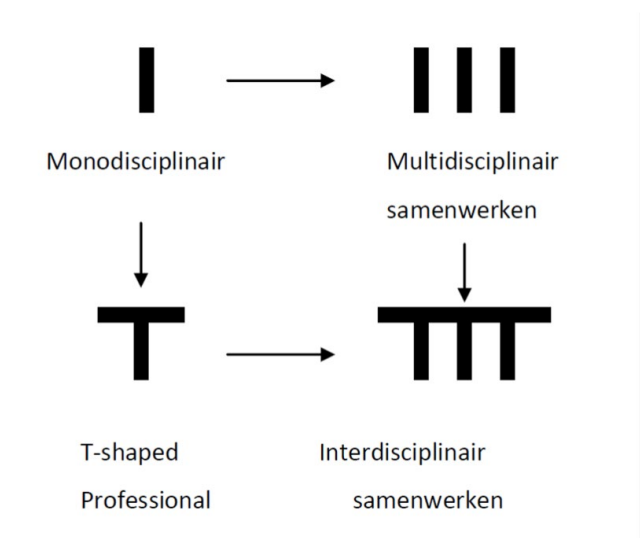 Monodisciplinair
Multidisciplinair
samenwerken
T-shaped
Professional
Interdisciplinair
samenwerken